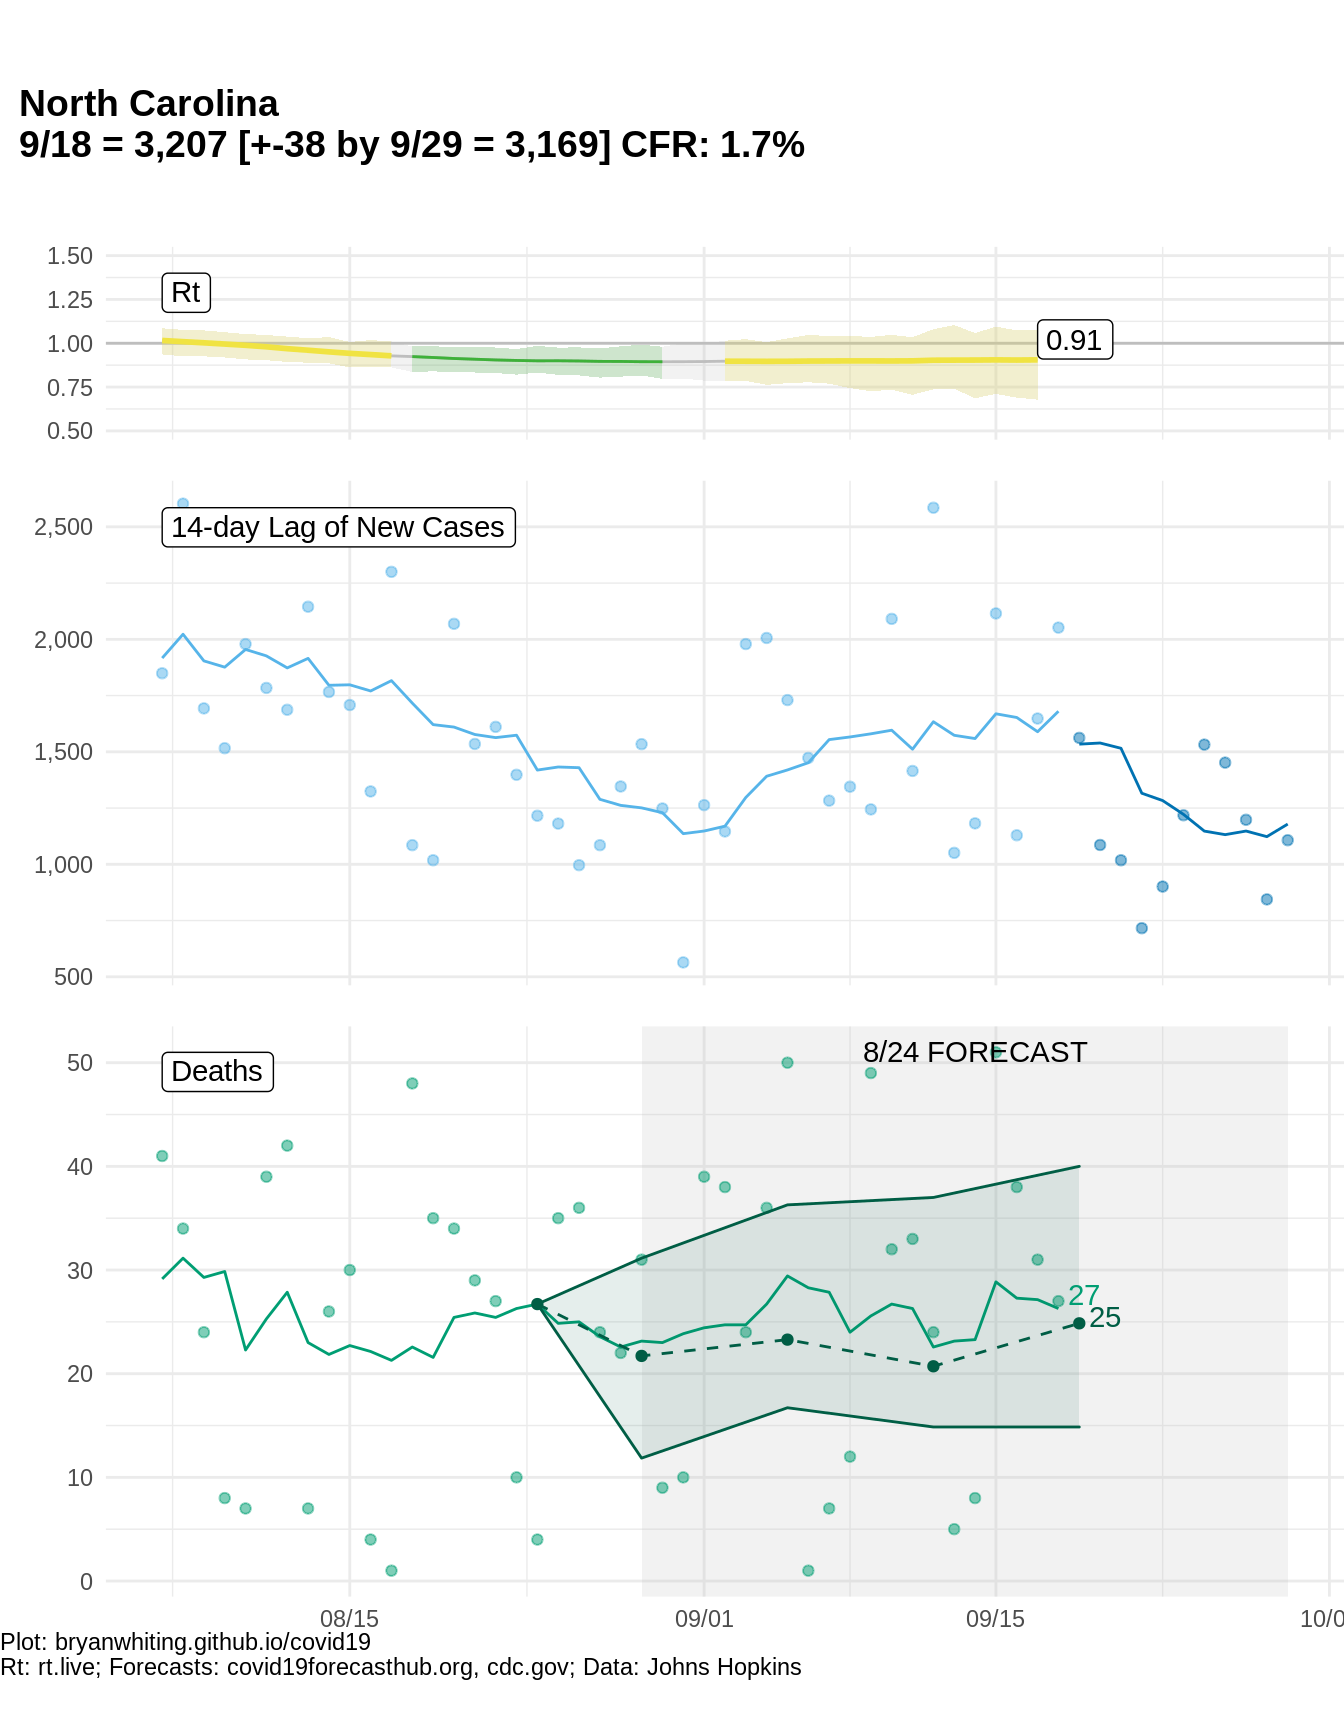 North Carolina
9/18 = 3,207 [+-38 by 9/29 = 3,169] CFR: 1.7%
1.50
1.25
1.00
0.75
0.50
Rt
0.91
2,500
2,000
1,500
1,000
500
14-day Lag of New Cases
50
40
30
20
10
0
Deaths
8/24 FORECAST
27
25
08/15
09/01
09/15
10/0
Plot: bryanwhiting.github.io/covid19
Rt: rt.live; Forecasts: covid19forecasthub.org, cdc.gov; Data: Johns Hopkins